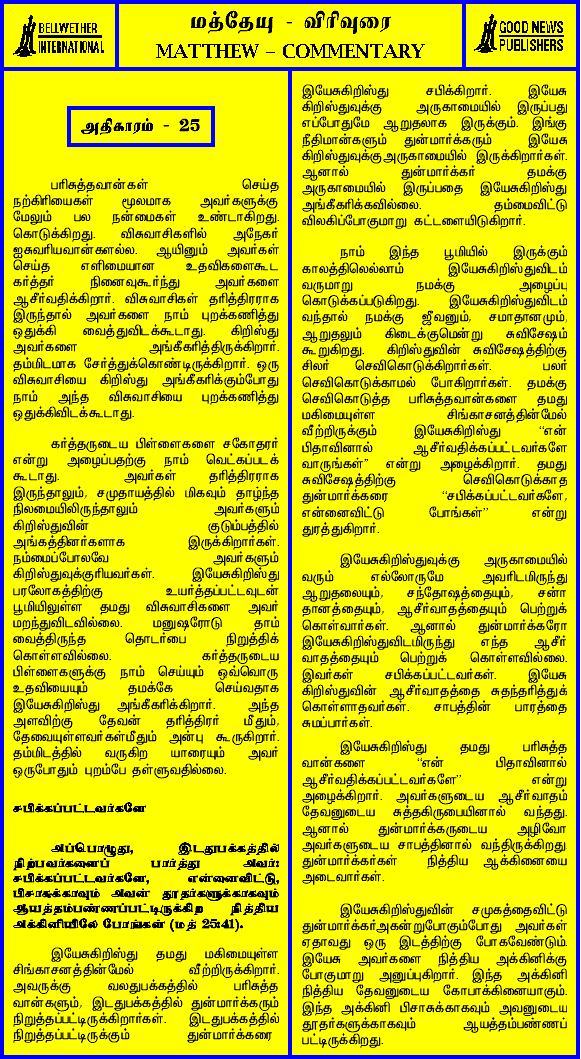 BELLWETHER
INTERNATIONAL
மத்தேயு - விரிவுரை
MATTHEW – COMMENTARY
GOOD NEWS
PUBLISHERS
அதிகாரம் - 25
பரிசுத்தவான்கள் செய்த
நற்கிரியைகள் மூலமாக அவர்களுக்கு
மேலும் பல நன்மைகள் உண்டாகிறது.
கொடுக்கிறது. விசுவாசிகளில் அநேகர்
ஐசுவரியவான்களல்ல. ஆயினும் அவர்கள்
செய்த எளிமையான உதவிகளைகூட
கர்த்தர் நினைவுகூர்ந்து அவர்களை
ஆசீர்வதிக்கிறார். விசுவாசிகள் தரித்திரராக
இருந்தால் அவர்களை நாம் புறக்கணித்து
ஒதுக்கி வைத்துவிடக்கூடாது. கிறிஸ்து
அவர்களை அங்கீகரித்திருக்கிறார்.
தம்மிடமாக சேர்த்துக்கொண்டிருக்கிறார். ஒரு
விசுவாசியை கிறிஸ்து அங்கீகரிக்கும்போது
நாம் அந்த விசுவாசியை புறக்கணித்து
ஒதுக்கிவிடக்கூடாது.
கர்த்தருடைய பிள்ளைகளை சகோதரர்
என்று அழைப்பதற்கு நாம் வெட்கப்படக்
கூடாது. அவர்கள் தரித்திரராக
இருந்தாலும், சமுதாயத்தில் மிகவும் தாழ்ந்த
நிலமையிலிருந்தாலும் அவர்களும்
கிறிஸ்துவின் குடும்பத்தில்
அங்கத்தினர்களாக இருக்கிறார்கள்.
நம்மைப்போலவே அவர்களும்
கிறிஸ்துவுக்குரியவர்கள். இயேசுகிறிஸ்து
பரலோகத்திற்கு உயர்த்தப்பட்டவுடன்
பூமியிலுள்ள தமது விசுவாசிகளை அவர்
மறந்துவிடவில்லை. மனுஷரோடு தாம்
வைத்திருந்த தொடர்பை நிறுத்திக்
கொள்ளவில்லை. கர்த்தருடைய
பிள்ளைகளுக்கு நாம் செய்யும் ஒவ்வொரு
உதவியையும் தமக்கே செய்வதாக
இயேசுகிறிஸ்து அங்கீகரிக்கிறார். அந்த
அளவிற்கு தேவன் தரித்திரர் மீதும்,
தேவையுள்ளவர்கள்மீதும் அன்பு கூருகிறார்.
தம்மிடத்தில் வருகிற யாரையும் அவர்
ஒருபோதும் புறம்பே தள்ளுவதில்லை.
சபிக்கப்பட்டவர்களே
அப்பொழுது, இடதுபக்கத்தில்
நிற்பவர்களைப் பார்த்து அவர்:
சபிக்கப்பட்டவர்களே, என்னைவிட்டு,
பிசாசுக்காவும் அவன் தூதர்களுக்காகவும்
ஆயத்தம்பண்ணப்பட்டிருக்கிற நித்திய
அக்கினியிலே போங்கள் (மத் 25:41).
இயேசுகிறிஸ்து தமது மகிமையுள்ள
சிங்காசனத்தின்மேல் வீற்றிருக்கிறார்.
அவருக்கு வலதுபக்கத்தில் பரிசுத்த
வான்களும், இடதுபக்கத்தில் துன்மார்க்கரும்
நிறுத்தப்பட்டிருக்கிறார்கள். இடதுபக்கத்தில்
நிறுத்தப்பட்டிருக்கும் துன்மார்க்கரை
இயேசுகிறிஸ்து சபிக்கிறார். இயேசு
கிறிஸ்துவுக்கு அருகாமையில் இருப்பது
எப்போதுமே ஆறுதலாக இருக்கும். இங்கு
நீதிமான்களும் துன்மார்க்கரும் இயேசு
கிறிஸ்துவுக்குஅருகாமையில் இருக்கிறார்கள்.
ஆனால் துன்மார்க்கர் தமக்கு
அருகாமையில் இருப்பதை இயேசுகிறிஸ்து
அங்கீகரிக்கவில்லை. தம்மைவிட்டு
விலகிப்போகுமாறு கட்டளையிடுகிறார்.
நாம் இந்த பூமியில் இருக்கும்
காலத்திலெல்லாம் இயேசுகிறிஸ்துவிடம்
வருமாறு நமக்கு அழைப்பு
கொடுக்கப்படுகிறது. இயேசுகிறிஸ்துவிடம்
வந்தால் நமக்கு ஜீவனும், சமாதானமும்,
ஆறுதலும் கிடைக்குமென்று சுவிசேஷம்
கூறுகிறது. கிறிஸ்துவின் சுவிசேஷத்திற்கு
சிலர் செவிகொடுக்கிறார்கள். பலர்
செவிகொடுக்காமல் போகிறார்கள். தமக்கு
செவிகொடுத்த பரிசுத்தவான்களை தமது
மகிமையுள்ள சிங்காசனத்தின்மேல்
வீற்றிருக்கும் இயேசுகிறிஸ்து “என்
பிதாவினால் ஆசீர்வதிக்கப்பட்டவர்களே
வாருங்கள்” என்று அழைக்கிறார். தமது
சுவிசேஷத்திற்கு செவிகொடுக்காத
துன்மார்க்கரை “சபிக்கப்பட்டவர்களே,
என்னைவிட்டு போங்கள்” என்று
துரத்துகிறார்.
இயேசுகிறிஸ்துவுக்கு அருகாமையில்
வரும் எல்லோருமே அவரிடமிருந்து
ஆறுதலையும், சந்தோஷத்தையும், சமா
தானத்தையும், ஆசீர்வாதத்தையும் பெற்றுக்
கொள்வார்கள். ஆனால் துன்மார்க்கரோ
இயேசுகிறிஸ்துவிடமிருந்து எந்த ஆசீர்
வாதத்தையும் பெற்றுக் கொள்ளவில்லை.
இவர்கள் சபிக்கப்பட்டவர்கள். இயேசு
கிறிஸ்துவின் ஆசீர்வாதத்தை சுதந்தரித்துக்
கொள்ளாதவர்கள். சாபத்தின் பாரத்தை
சுமப்பார்கள்.
இயேசுகிறிஸ்து தமது பரிசுத்த
வான்களை “என் பிதாவினால்
ஆசீர்வதிக்கப்பட்டவர்களே” என்று
அழைக்கிறார். அவர்களுடைய ஆசீர்வாதம்
தேவனுடைய சுத்தகிருபையினால் வந்தது.
ஆனால் துன்மார்க்கருடைய அழிவோ
அவர்களுடைய சாபத்தினால் வந்திருக்கிறது
துன்மார்க்கர்கள் நித்திய ஆக்கினையை
அடைவார்கள்.
இயேசுகிறிஸ்துவின் சமுகத்தைவிட்டு
துன்மார்க்கர்அகன்றுபோகும்போது அவர்கள்
ஏதாவது ஒரு இடத்திற்கு போகவேண்டும்.
இயேசு அவர்களை நித்திய அக்கினிக்கு
போகுமாறு அனுப்புகிறார். இந்த அக்கினி
நித்திய தேவனுடைய கோபாக்கினையாகும்.
இந்த அக்கினி பிசாசுக்காகவும் அவனுடைய
தூதர்களுக்காகவும் ஆயத்தம்பண்ணப்
பட்டிருக்கிறது.